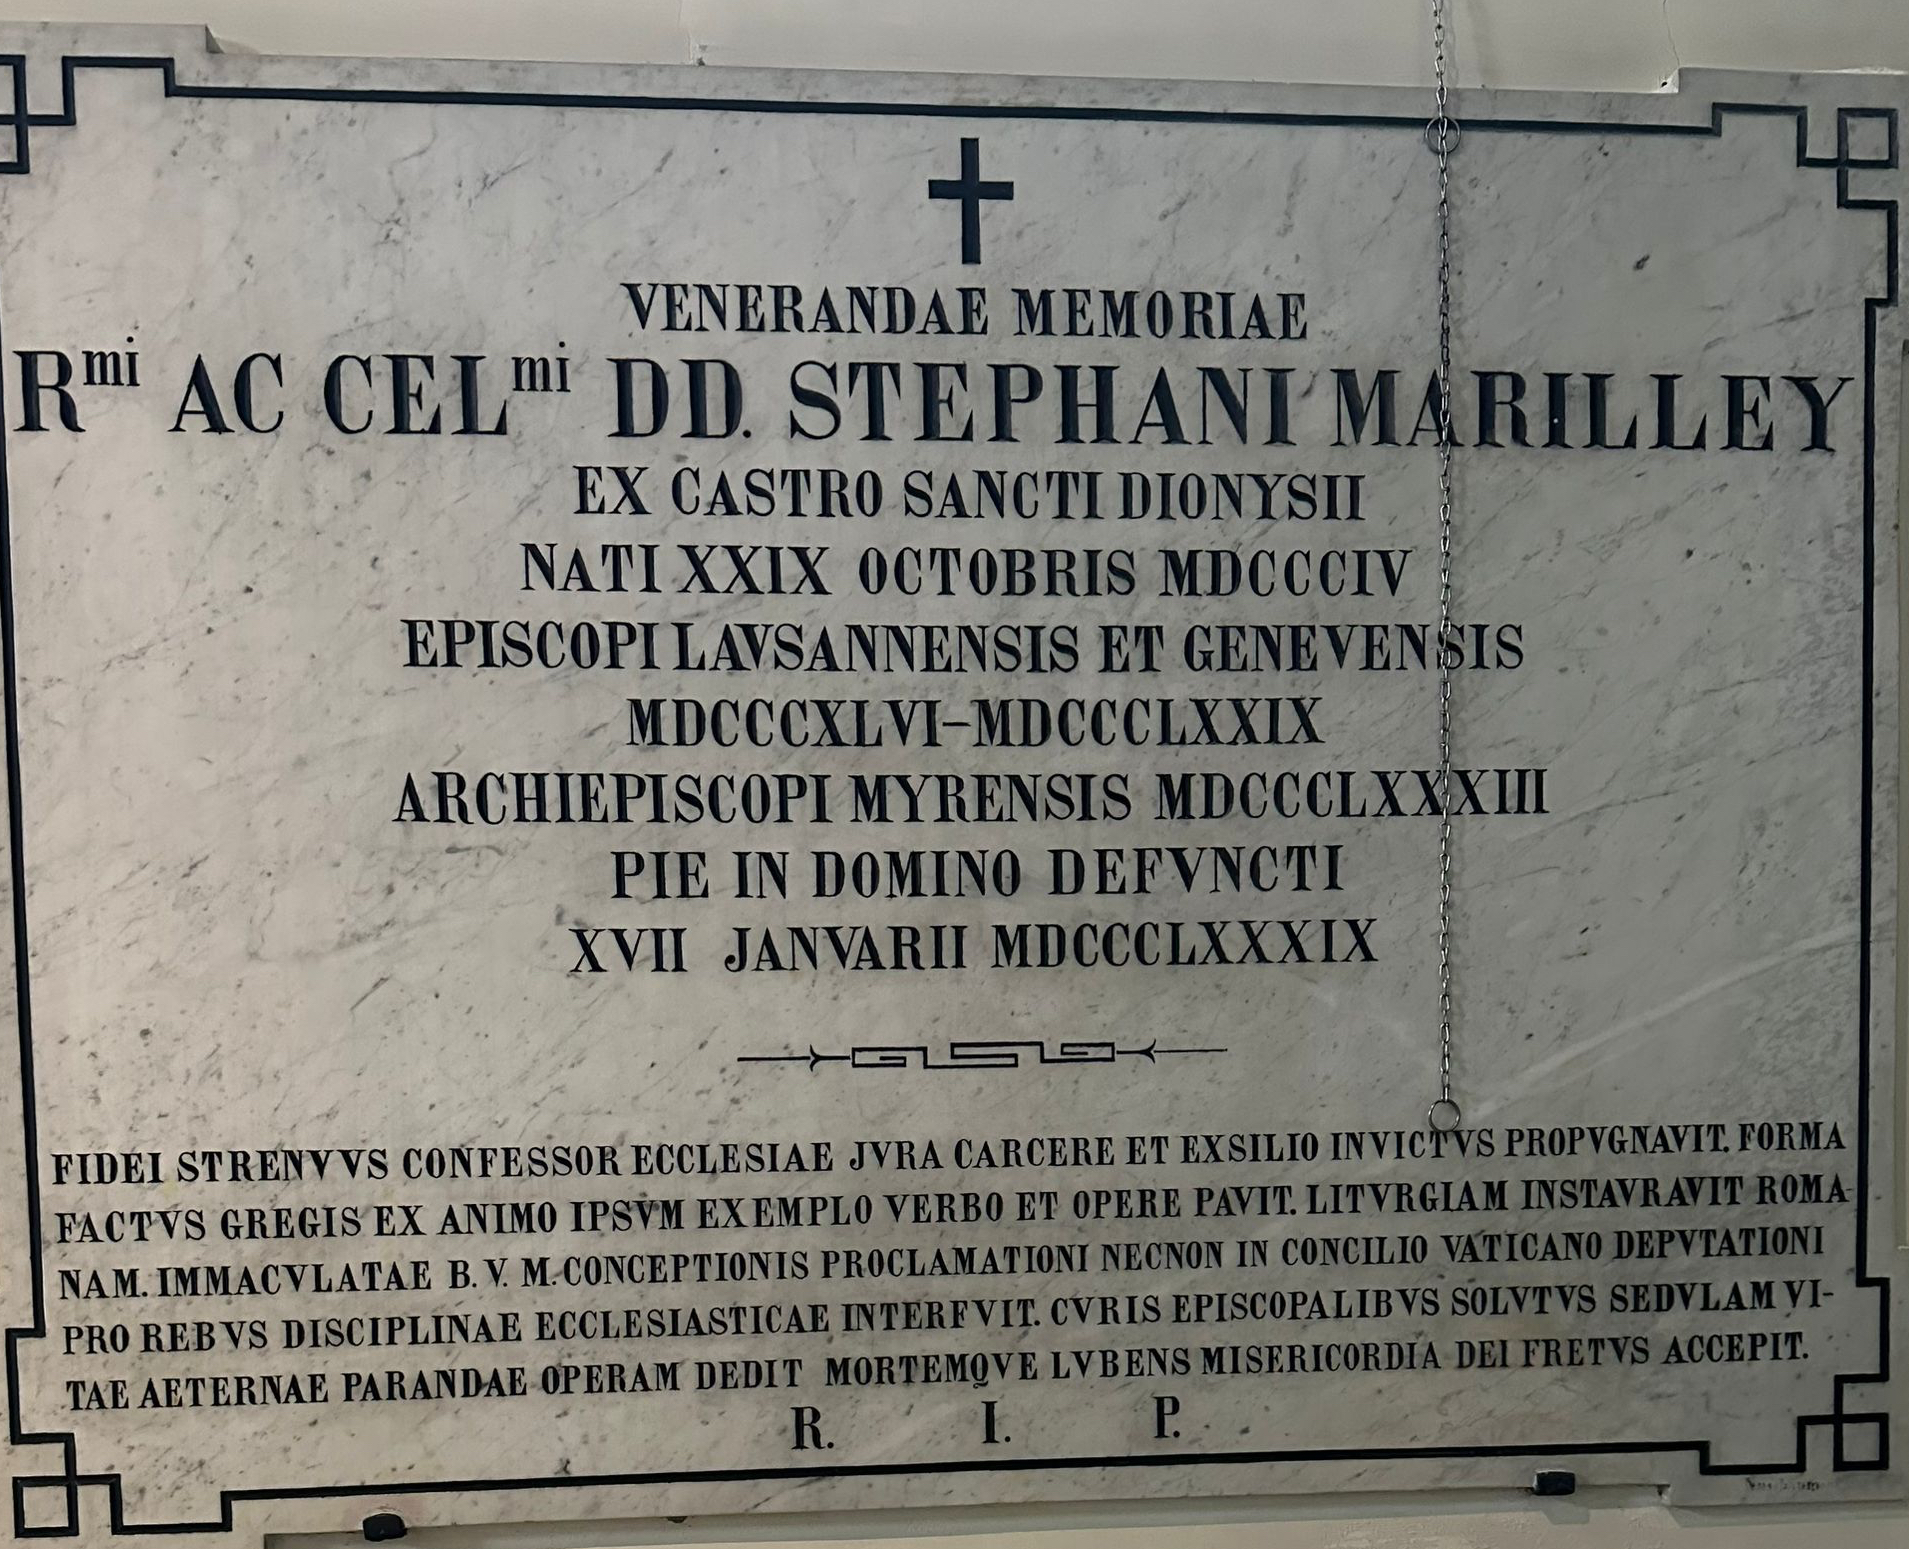 VENERANDAE MEMORIAE
Rmi AC CELmi DD. STEPHANI MARILLEY
EX CASTRO SANCTI DIONYSII
NATI XXIX OCTOBRIS MDCCCIV
EPISCOPI LAVSANNENSIS ET GENEVENSIS
MDCCCXLVI–MDCCCLXXIX
ARCHIEPISCOPI MYRENSIS MDCCCLXXXIII
PIE IN DOMINO DEFVNCTI
XVII JANVARII MDCCCLXXXIX
FIDEI STRENVVS CONFESSOR ECCLESIAE JVRA CARCERE ET EXSILIO INVICTVS PROPVGNAVIT. FORMA
FACTVS GREGIS EX ANIMO IPSVM EXEMPLO VERBO ET OPERE PAVIT. LITVRGIAM INSTAVRAVIT ROMA-
NAM. IMMACVLATAE B. V. M. CONCEPTIONIS PROCLAMATIONI NECNON IN CONCILIO VATICANO DEPVTATIONI
PRO REBVS DISCIPLINAE ECCLESIASTICAE INTERFVIT. CVRIS EPISCOPALIBVS SOLVTVS SEDVLAM VI-
TAE AETERNAE PARANDAE OPERAM DEDIT MORTEMQVE LVBENS MISERICORDIA DEI FRETVS ACCEPIT.
R. I. P.